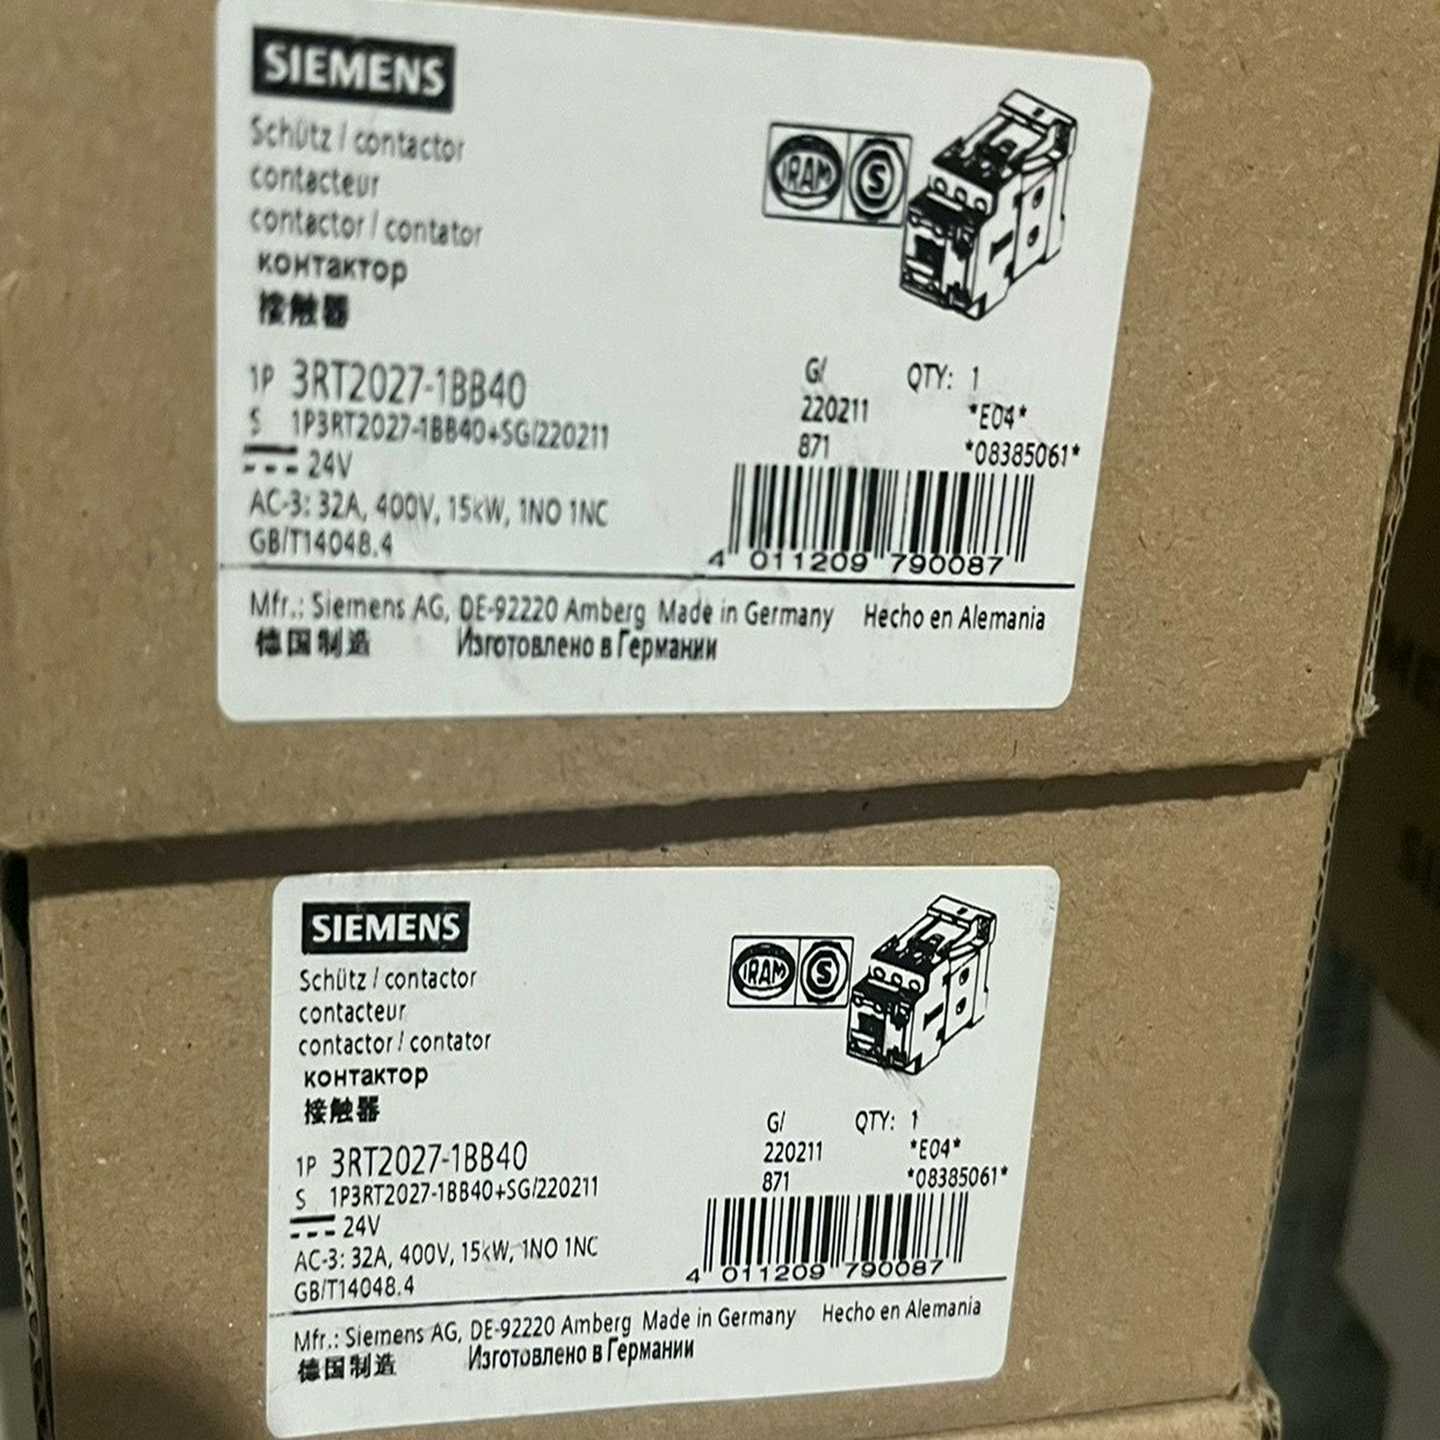 SIEMENS
Schütz / contactor
contacteur
contactor / contator
контактор
接触器
IRAM S
1P 3RT2027-1BB40
S 1P3RT2027-1BB40+SG/220211
24V
AC-3: 32A, 400V, 15kW, 1NO 1NC
GB/T14048.4
G/ QTY: 1
220211 *E04*
871 *08385061*
4 011209 790087
Mfr.: Siemens AG, DE-92220 Amberg Made in Germany Hecho en Alemania
德国制造 Изготовлено в Германии
SIEMENS
Schütz / contactor
contacteur
contactor / contator
контактор
接触器
IRAM S
1P 3RT2027-1BB40
S 1P3RT2027-1BB40+SG/220211
24V
AC-3: 32A, 400V, 15kW, 1NO 1NC
GB/T14048.4
G/ QTY: 1
220211 *E04*
871 *08385061*
4 011209 790087
Mfr.: Siemens AG, DE-92220 Amberg Made in Germany Hecho en Alemania
德国制造 Изготовлено в Германии